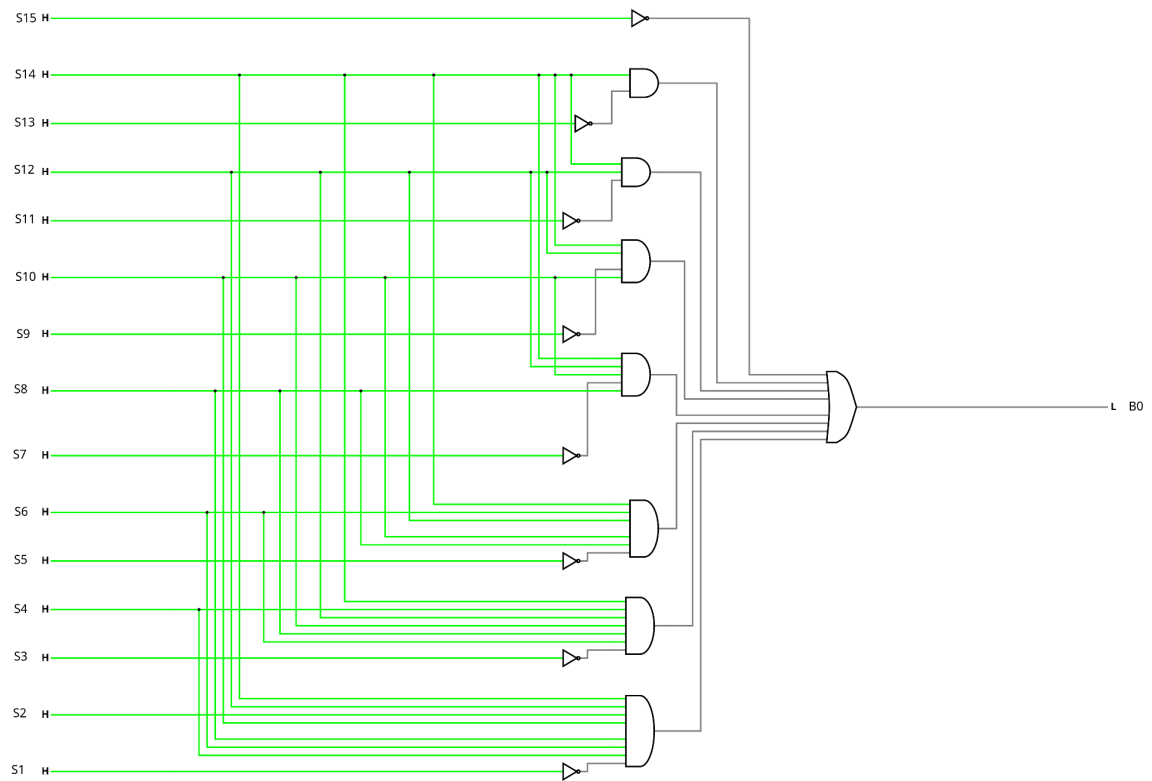 S15 H
S14 H
S13 H
S12 H
S11 H
S10 H
S9 H
S8 H
L B0
S7 H
S6 H
S5 H
S4 H
S3 H
S2 H
S1 H